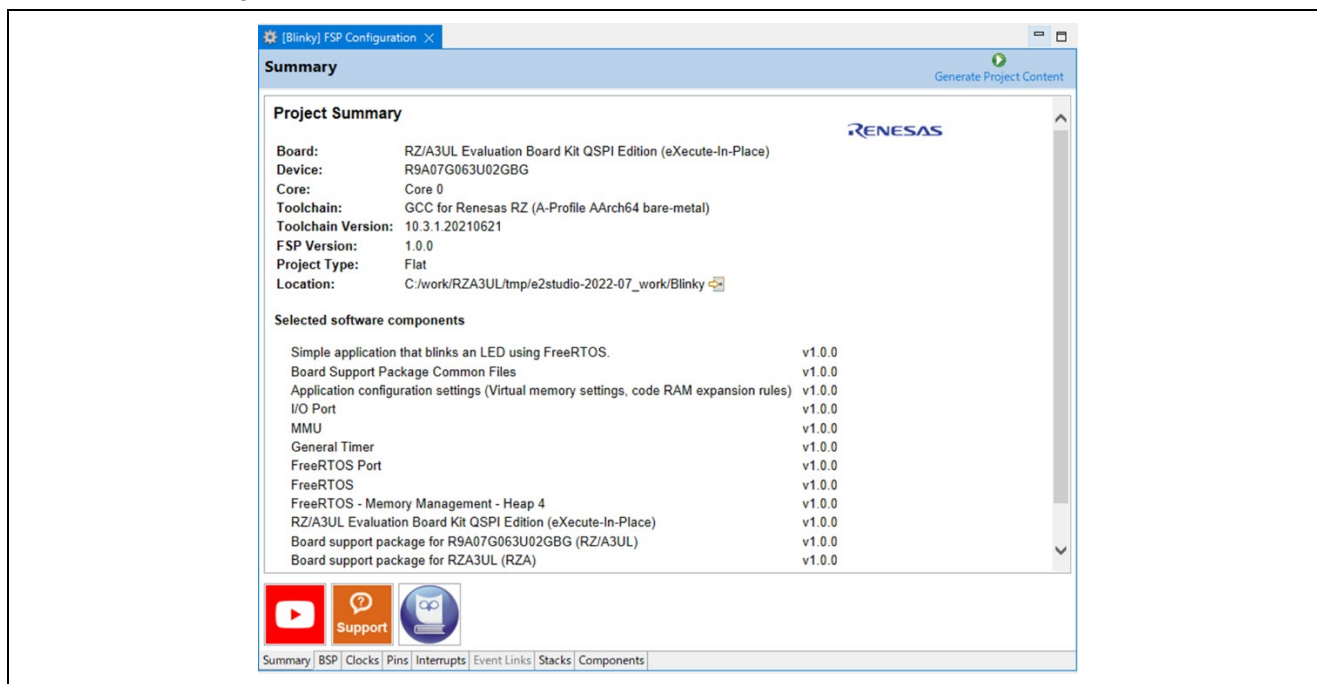 [Blinky] FSP Configuration
Summary
Generate Project Content
Project Summary
RENESAS
Board: RZ/A3UL Evaluation Board Kit QSPI Edition (eXecute-In-Place)
Device: R9A07G063U02GBG
Core: Core 0
Toolchain: GCC for Renesas RZ (A-Profile AArch64 bare-metal)
Toolchain Version: 10.3.1.20210621
FSP Version: 1.0.0
Project Type: Flat
Location: C:/work/RZA3UL/tmp/e2studio-2022-07_work/Blinky
Selected software components
Simple application that blinks an LED using FreeRTOS. v1.0.0
Board Support Package Common Files v1.0.0
Application configuration settings (Virtual memory settings, code RAM expansion rules) v1.0.0
I/O Port v1.0.0
MMU v1.0.0
General Timer v1.0.0
FreeRTOS Port v1.0.0
FreeRTOS v1.0.0
FreeRTOS - Memory Management - Heap 4 v1.0.0
RZ/A3UL Evaluation Board Kit QSPI Edition (eXecute-In-Place) v1.0.0
Board support package for R9A07G063U02GBG (RZ/A3UL) v1.0.0
Board support package for RZA3UL (RZA) v1.0.0
Support
Summary BSP Clocks Pins Interrupts Event Links Stacks Components